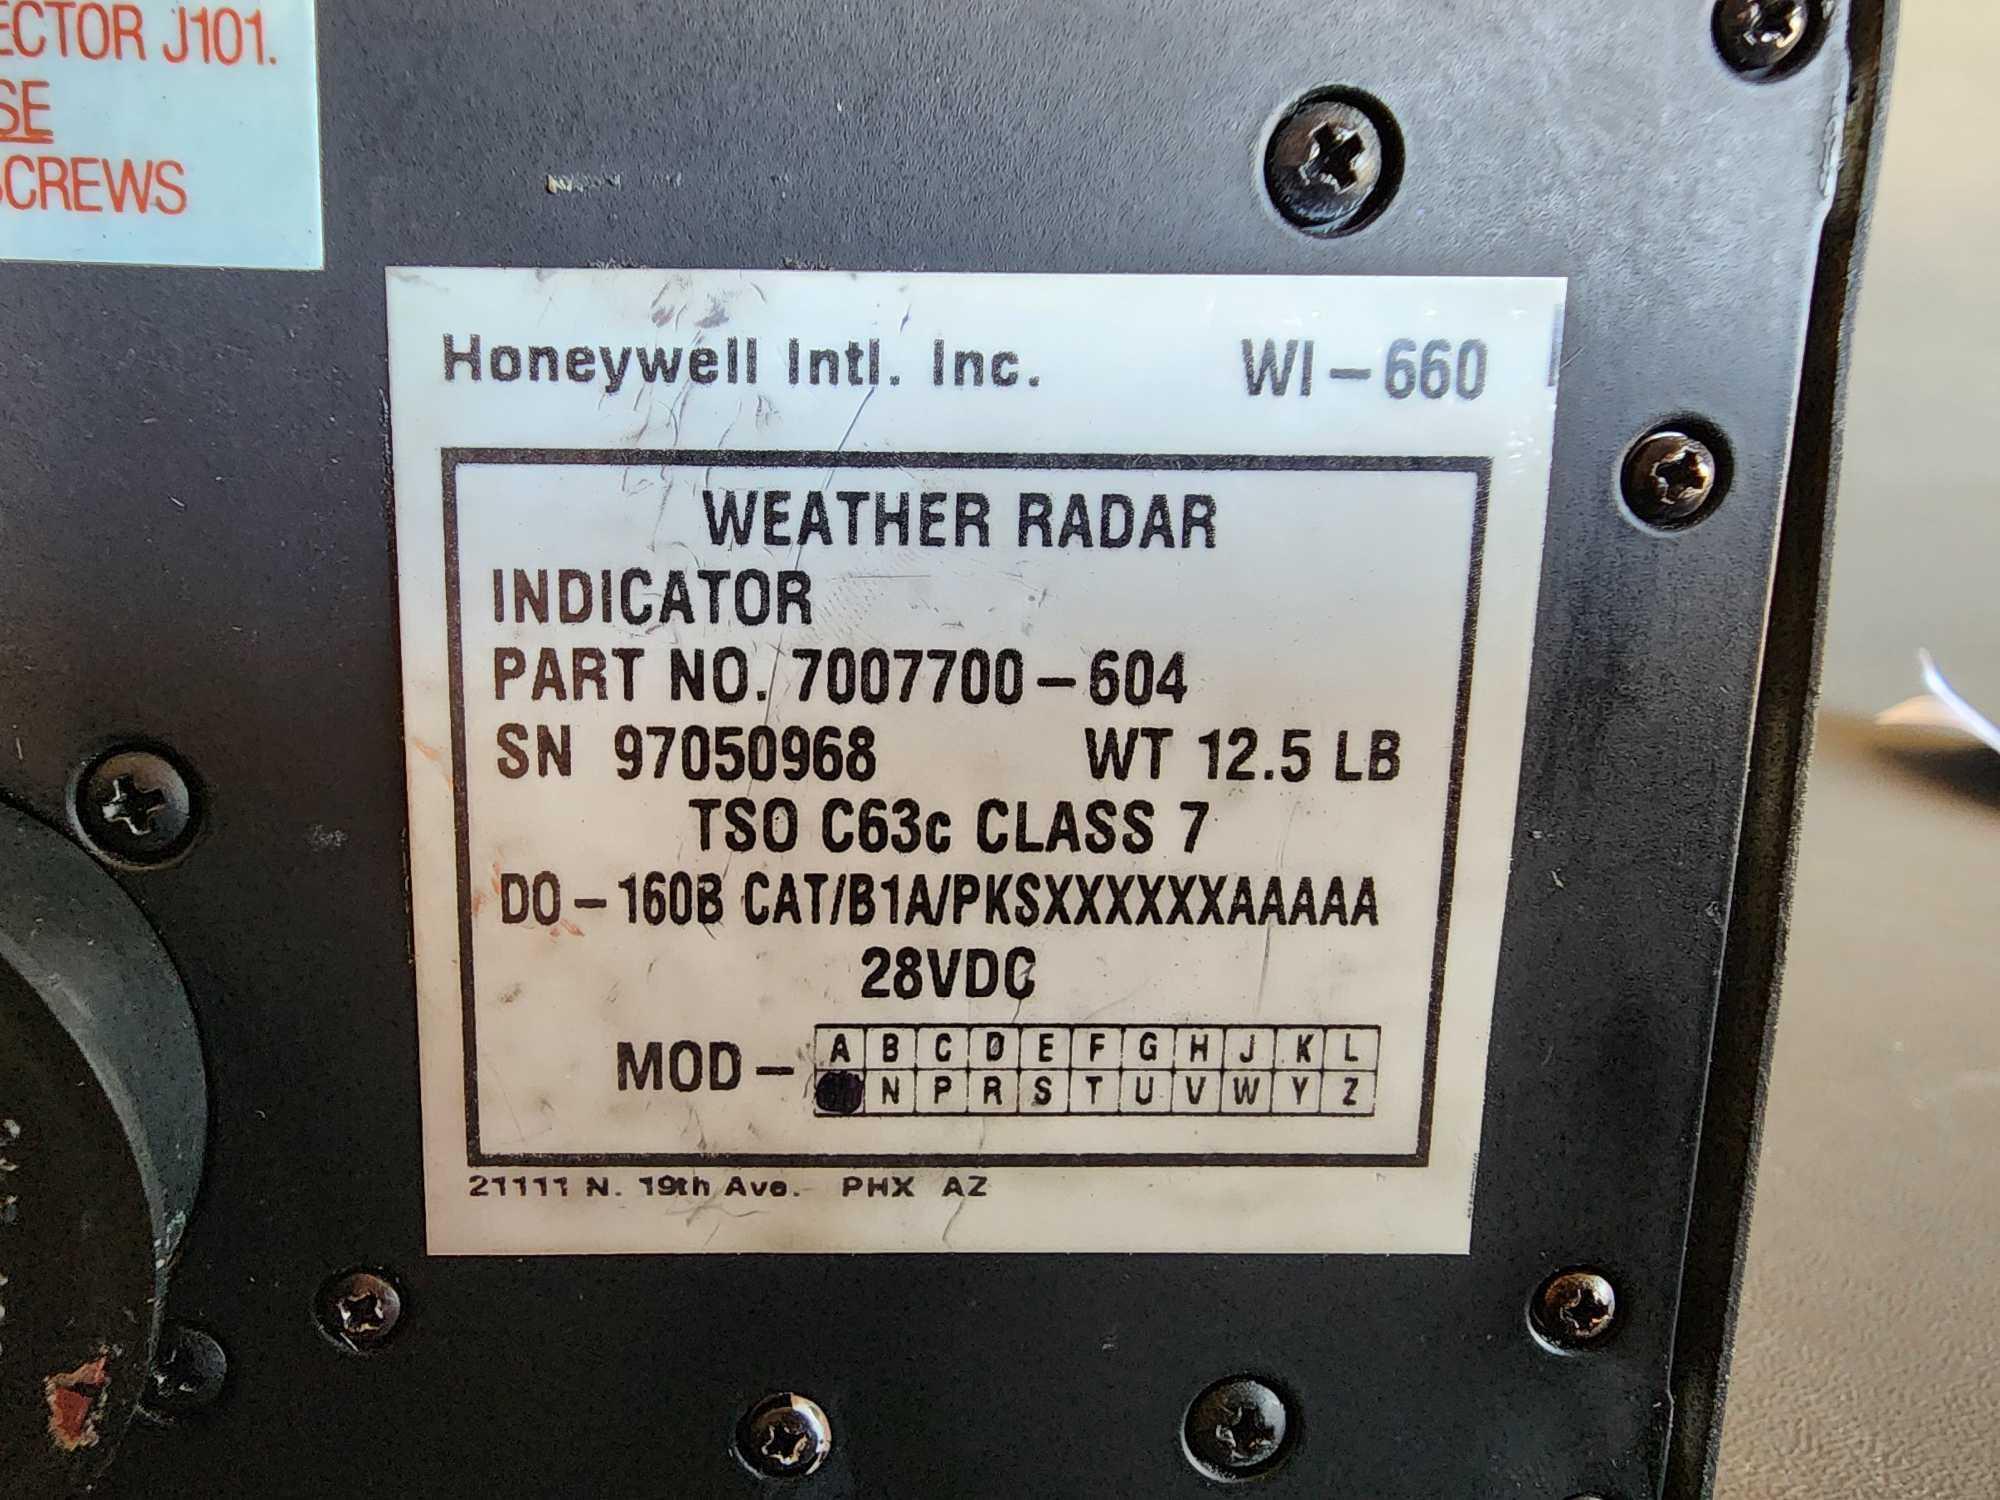 ECTOR J101.
SE
SCREWS
Honeywell Intl. Inc. WI-660
WEATHER RADAR
INDICATOR
PART NO. 7007700-604
SN 97050968 WT 12.5 LB
TSO C63c CLASS 7
DO-160B CAT/B1A/PKSXXXXXXAAAAA
28VDC
MOD- A B C D E F G H J K L
N P R S T U V W Y Z
21111 N. 19th Ave. PHX AZ